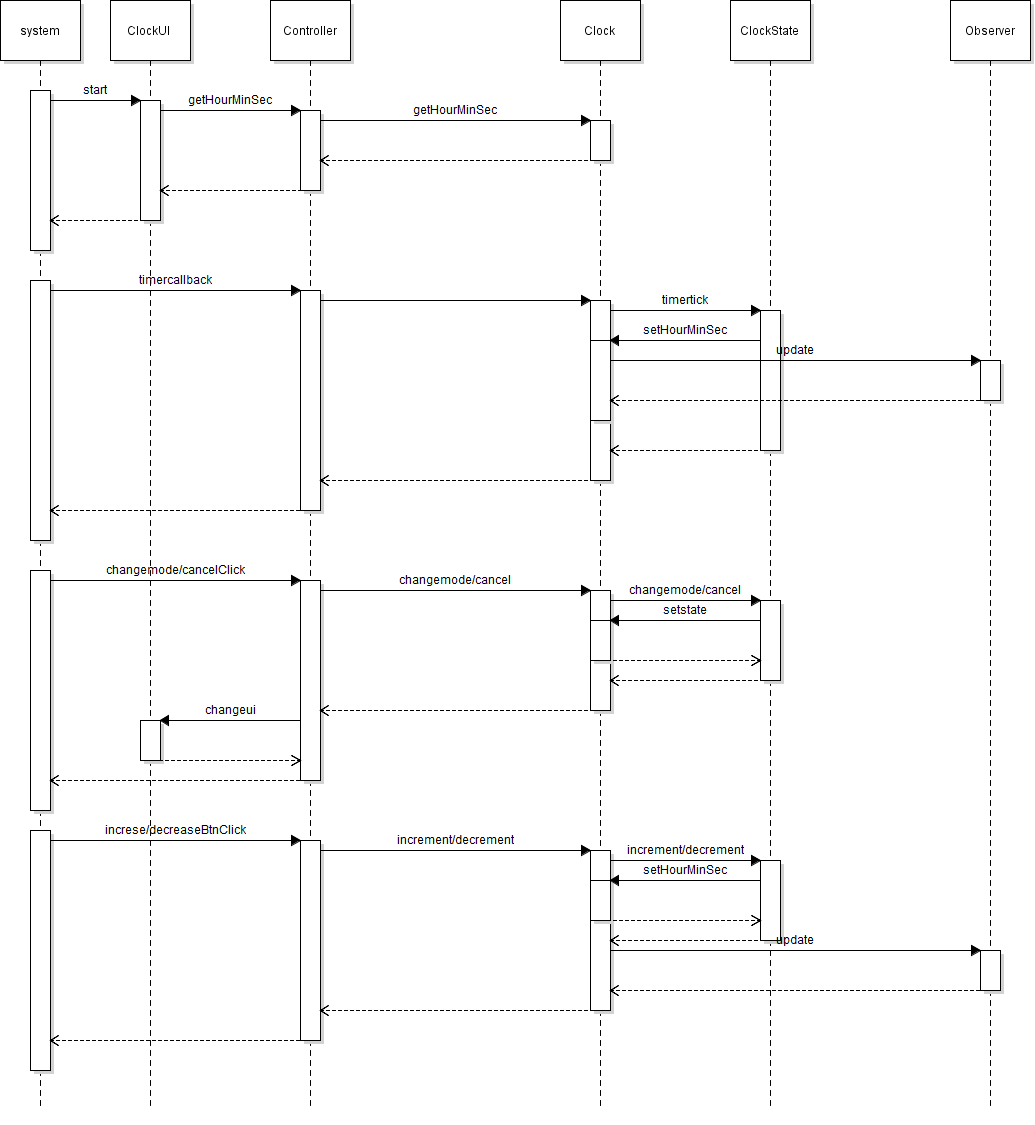 system
ClockUI
Controller
Clock
ClockState
Observer
start
getHourMinSec
getHourMinSec
timercallback
timertick
setHourMinSec
update
changemode/cancelClick
changemode/cancel
changemode/cancel
setstate
changeui
increse/decreaseBtnClick
increment/decrement
increment/decrement
setHourMinSec
update